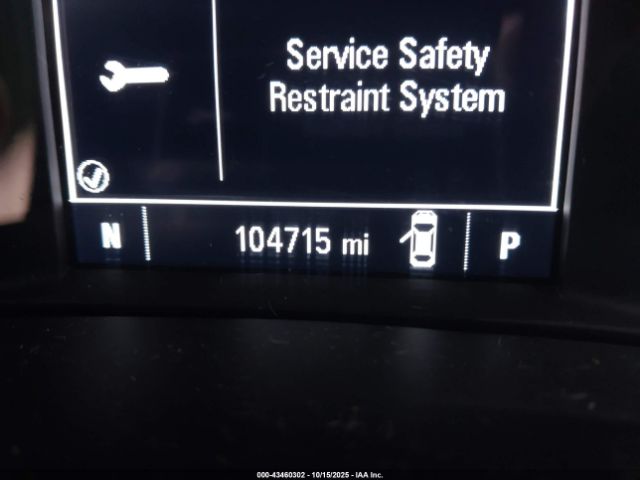 Service Safety
Restraint System
N 104715 mi P
000-43460302 - 10/15/2025 - IAA Inc.